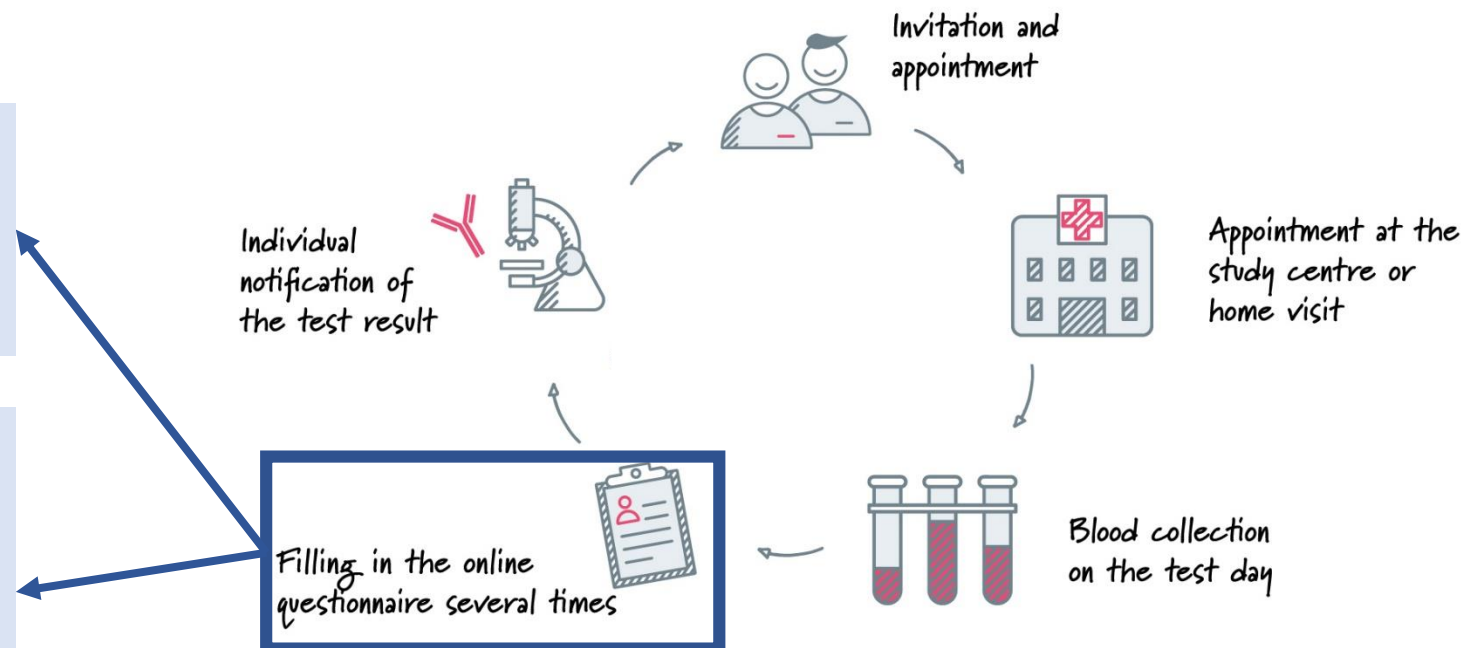 Invitation and
appointment
Appointment at the
study centre or
home visit
Blood collection
on the test day
Filling in the online
questionnaire several times
Individual
notification of
the test result